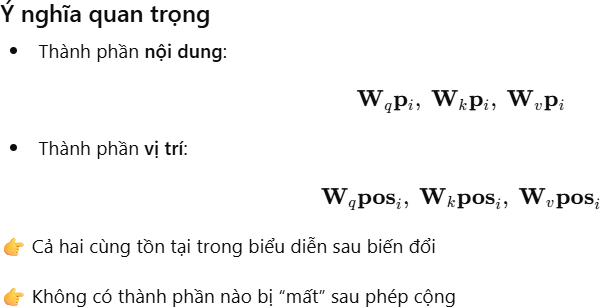 Ý nghĩa quan trọng
• Thành phần nội dung:
W_q p_i, W_k p_i, W_v p_i
• Thành phần vị trí:
W_q pos_i, W_k pos_i, W_v pos_i
👉 Cả hai cùng tồn tại trong biểu diễn sau biến đổi
👉 Không có thành phần nào bị “mất” sau phép cộng